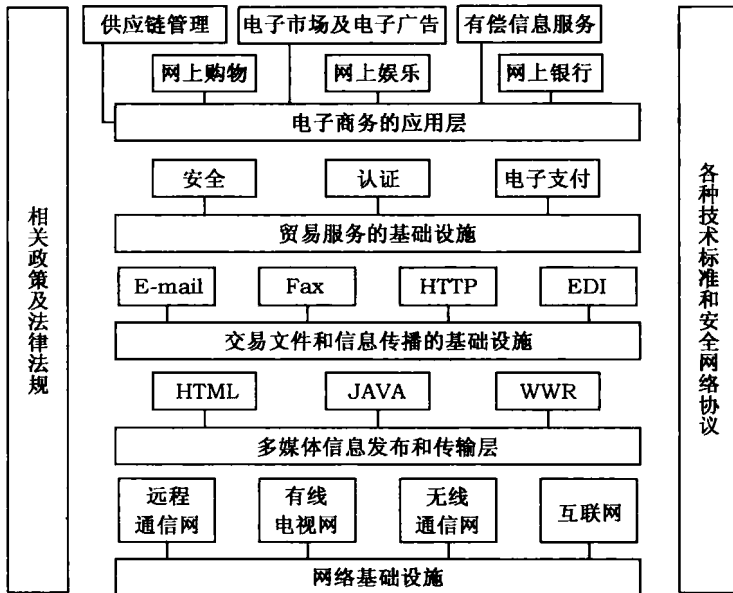 供应链管理
电子市场及电子广告
有偿信息服务
网上购物
网上娱乐
网上银行
电子商务的应用层
安全
认证
电子支付
贸易服务的基础设施
E-mail
Fax
HTTP
EDI
交易文件和信息传播的基础设施
HTML
JAVA
WWR
多媒体信息发布和传输层
远程
通信网
有线
电视网
无线
通信网
互联网
网络基础设施
相关政策及法律法规
各种技术标准和安全网络协议